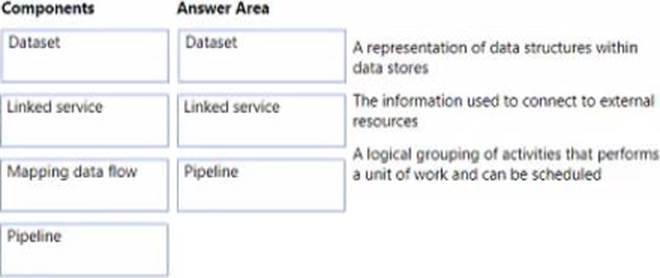 Components Answer Area
Dataset Dataset
A representation of data structures within
data stores
Linked service Linked service
The information used to connect to external
resources
Mapping data flow Pipeline
A logical grouping of activities that performs
a unit of work and can be scheduled
Pipeline